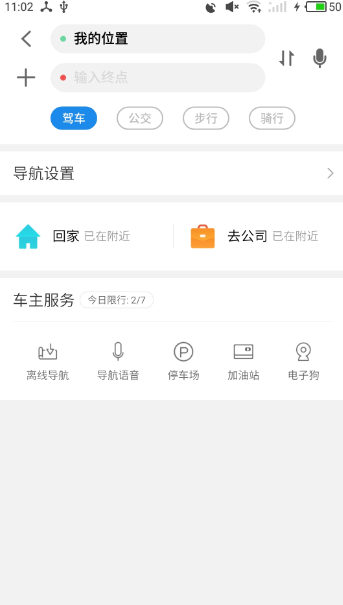 11:02 50
我的位置
输入终点
驾车 公交 步行 骑行
导航设置
回家 已在附近 去公司 已在附近
车主服务 今日限行: 2/7
离线导航 导航语音 停车场 加油站 电子狗